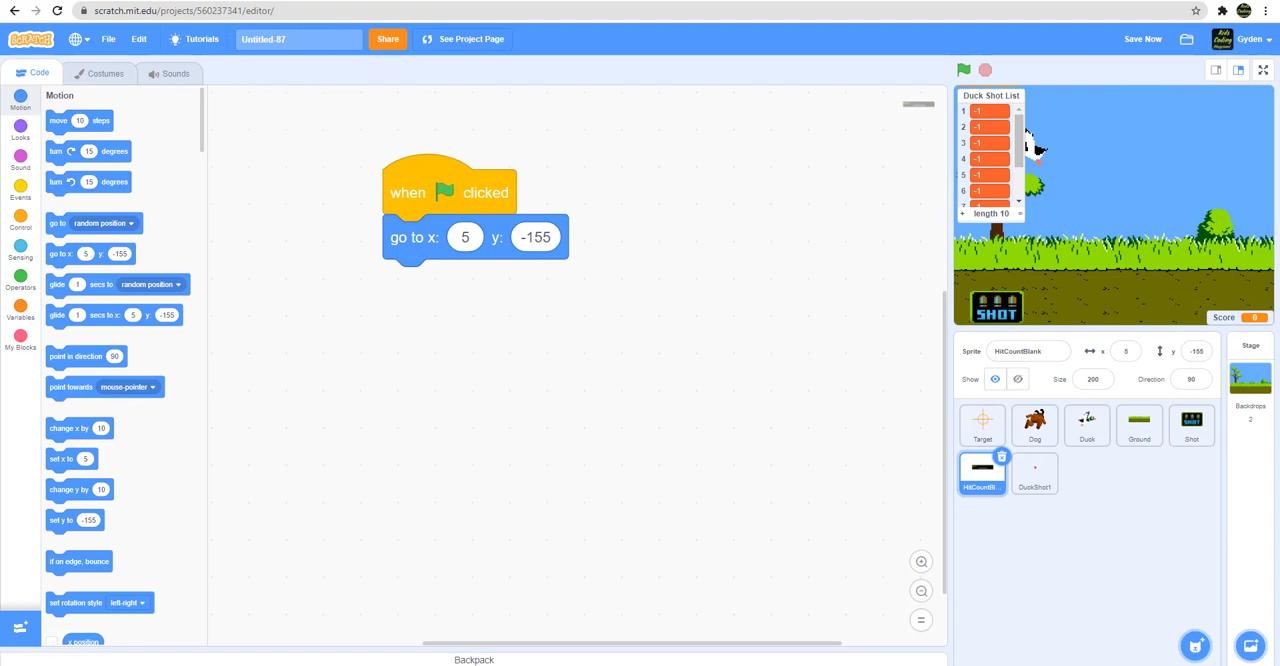 scratch.mit.edu/projects/560237341/editor/
SCRATCH
File
Edit
Tutorials
Untitled-87
Share
See Project Page
Save Now
Kids Coding Playground
Gyden
Code
Costumes
Sounds
Motion
Looks
Sound
Events
Control
Sensing
Operators
Variables
My Blocks
Motion
move 10 steps
turn 15 degrees
turn 15 degrees
go to random position
go to x: 5 y: -155
glide 1 secs to random position
glide 1 secs to x: 5 y: -155
point in direction 90
point towards mouse-pointer
change x by 10
set x to 5
change y by 10
set y to -155
if on edge, bounce
set rotation style left-right
x position
when clicked
go to x: 5 y: -155
Backpack
Duck Shot List
1 -1
2 -1
3 -1
4 -1
5 -1
6 -1
+ length 10 =
SHOT
Score 0
Sprite HitCountBlank x 5 y -155
Show Size 200 Direction 90
Target
Dog
Duck
Ground
SHOT
Shot
HitCountBl...
DuckShot1
Stage
Backdrops
2